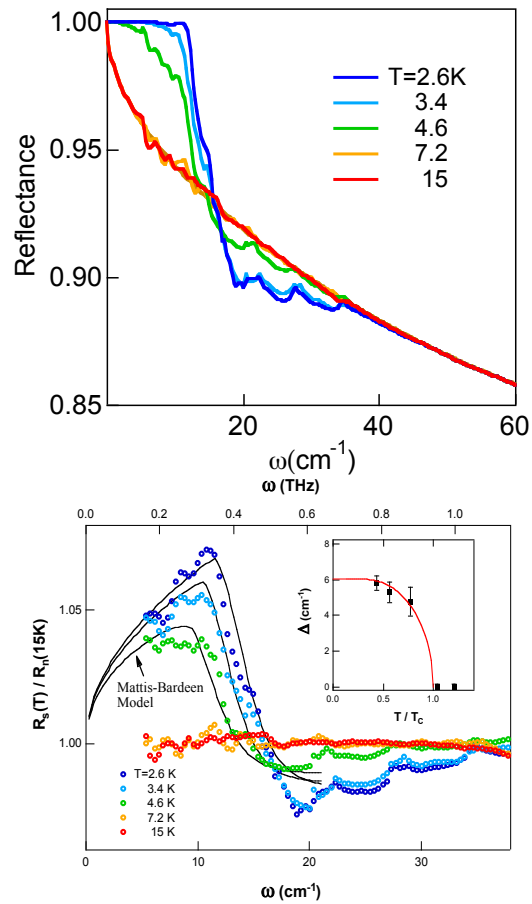 1.00
0.95
0.90
0.85
Reflectance
T=2.6K
3.4
4.6
7.2
15
20
40
60
ω(cm⁻¹)
ω (THz)
0.0
0.2
0.4
0.6
0.8
1.0
1.05
1.00
Rₛ(T) / Rₙ(15K)
Mattis-Bardeen
Model
T=2.6 K
3.4 K
4.6 K
7.2 K
15 K
0
10
20
30
ω (cm⁻¹)
Δ (cm⁻¹)
8
6
4
2
0
0.0
0.5
1.0
T / T_C